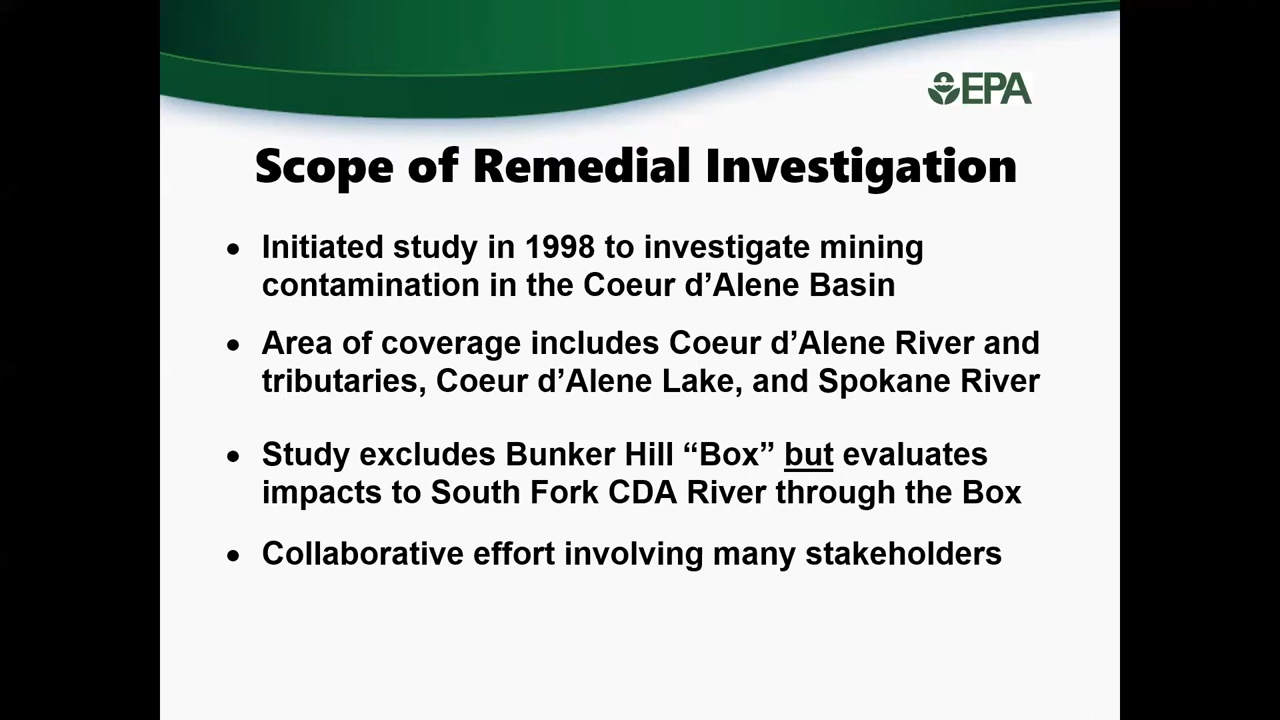 EPA
Scope of Remedial Investigation
• Initiated study in 1998 to investigate mining
contamination in the Coeur d’Alene Basin
• Area of coverage includes Coeur d’Alene River and
tributaries, Coeur d’Alene Lake, and Spokane River
• Study excludes Bunker Hill “Box” but evaluates
impacts to South Fork CDA River through the Box
• Collaborative effort involving many stakeholders